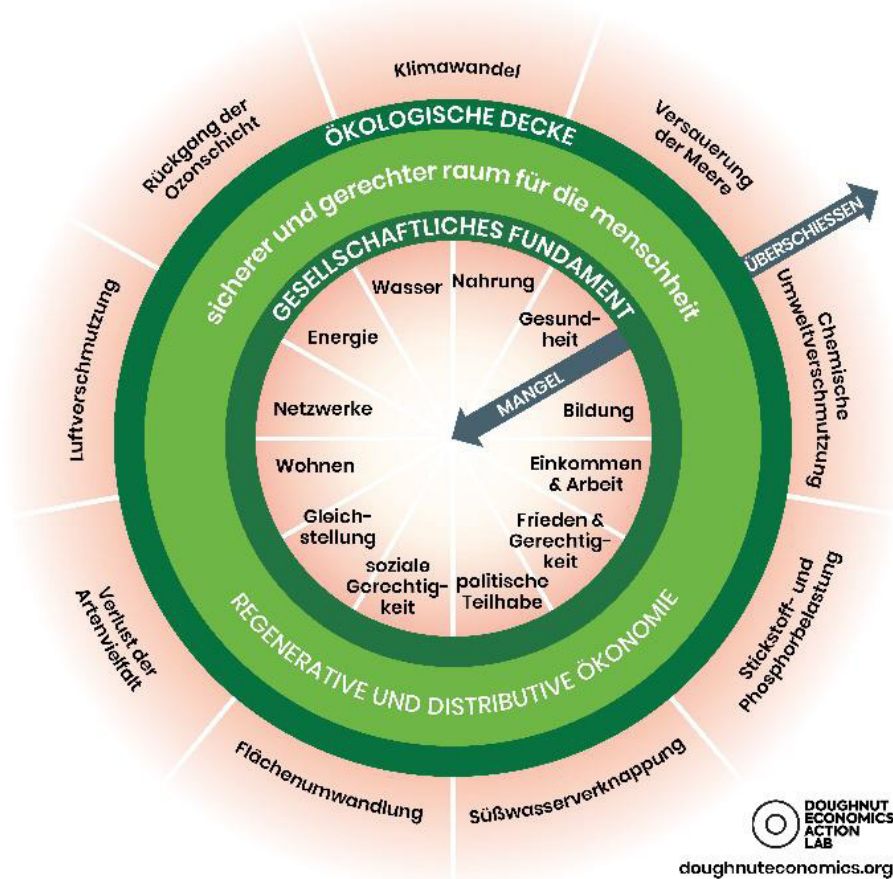 Klimawandel
Versauerung
der Meere
ÜBERSCHIESSEN
Chemische
Umweltverschmutzung
Stickstoff- und
Phosphorbelastung
Süßwasserverknappung
Flächenumwandlung
Verlust der
Artenvielfalt
Luftverschmutzung
Rückgang der
Ozonschicht
ÖKOLOGISCHE DECKE
sicherer und gerechter raum für die menschheit
GESELLSCHAFTLICHES FUNDAMENT
Wasser
Nahrung
Gesund-
heit
MANGEL
Bildung
Einkommen
& Arbeit
Frieden &
Gerechtig-
keit
politische
Teilhabe
soziale
Gerechtig-
keit
Gleich-
stellung
Wohnen
Netzwerke
Energie
REGENERATIVE UND DISTRIBUTIVE ÖKONOMIE
DOUGHNUT
ECONOMICS
ACTION
LAB
doughnuteconomics.org